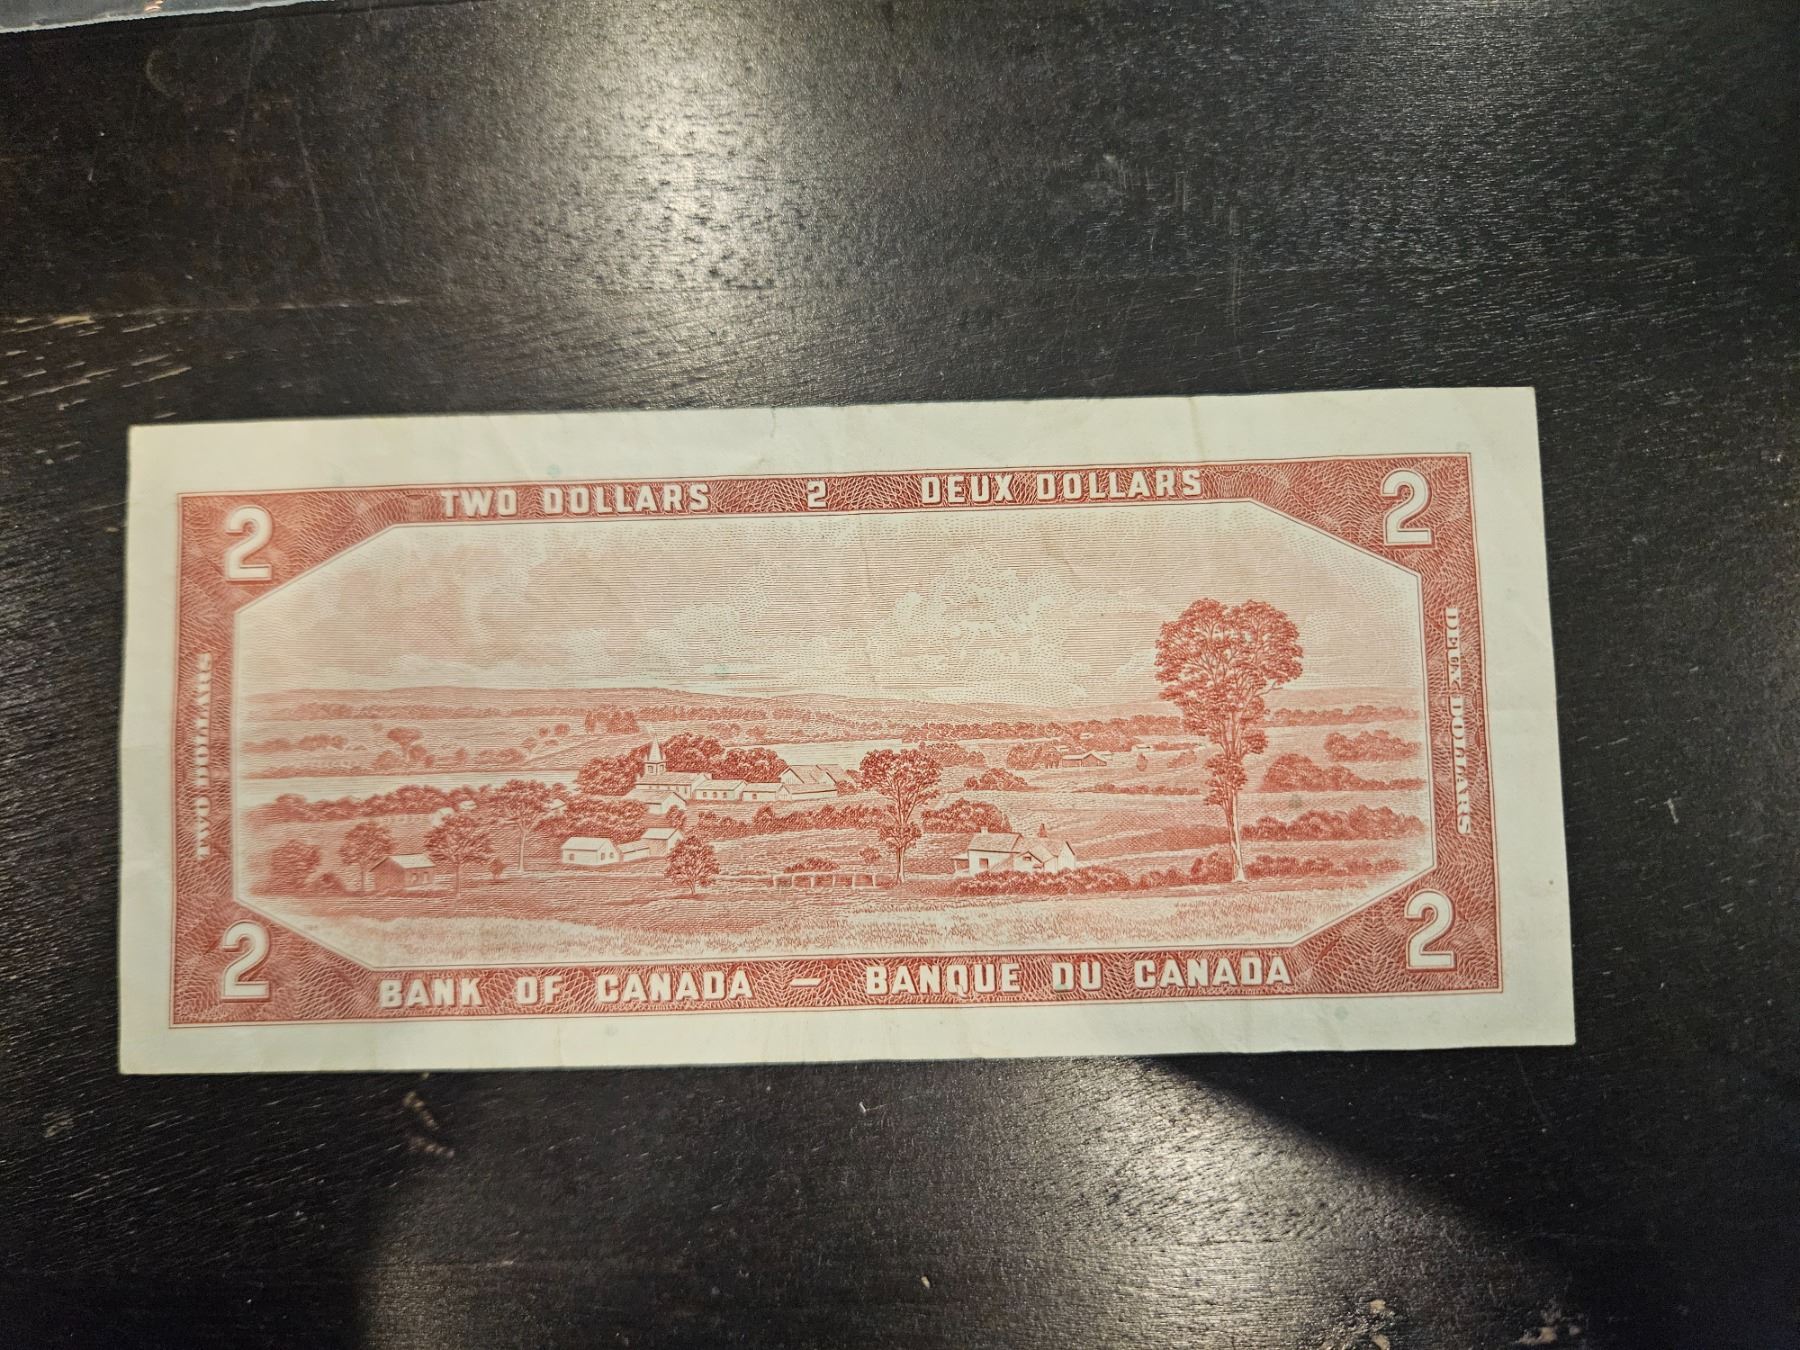 TWO DOLLARS 2 DEUX DOLLARS
2 2
TWO DOLLARS
DEUX DOLLARS
2 2
BANK OF CANADA — BANQUE DU CANADA